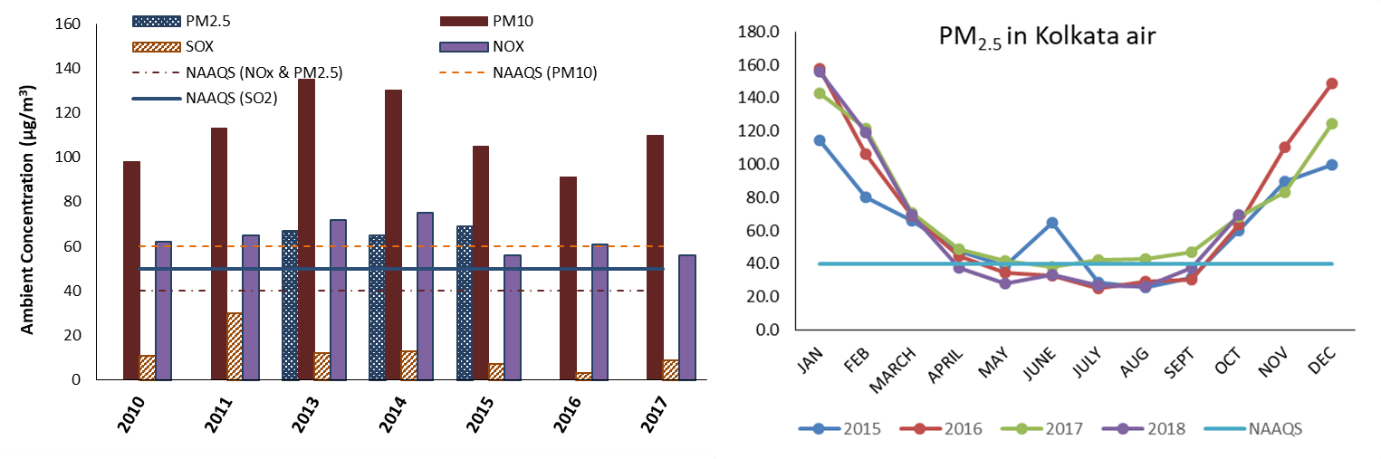 PM2.5 PM10
SOX NOX
NAAQS (NOx & PM2.5) NAAQS (PM10)
NAAQS (SO2)
Ambient Concentration (µg/m³)
160
140
120
100
80
60
40
20
0
2010 2011 2013 2014 2015 2016 2017
PM2.5 in Kolkata air
180.0
160.0
140.0
120.0
100.0
80.0
60.0
40.0
20.0
0.0
JAN FEB MARCH APRIL MAY JUNE JULY AUG SEPT OCT NOV DEC
2015 2016 2017 2018 NAAQS